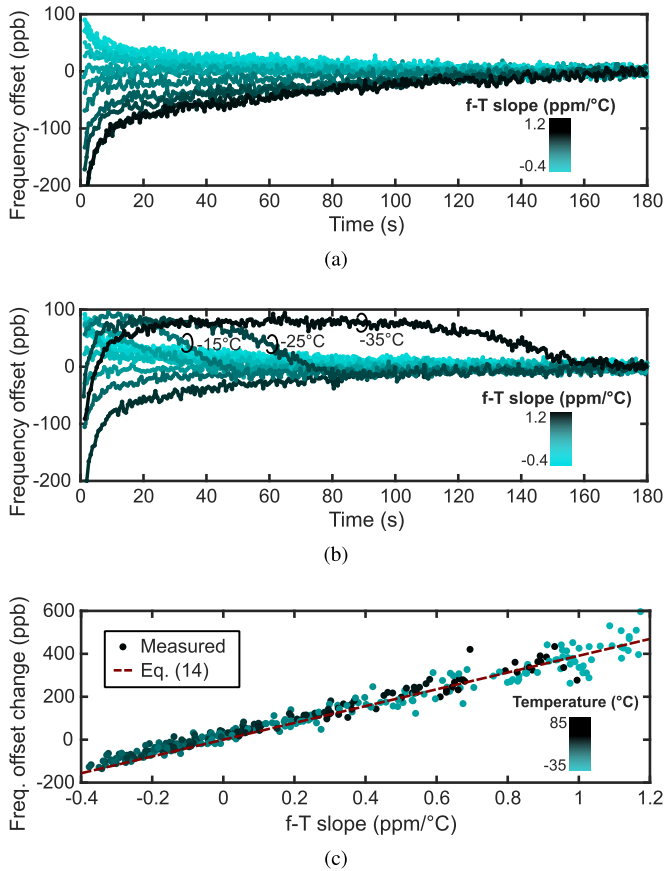 100
0
-100
-200
Frequency offset (ppb)
f-T slope (ppm/°C)
1.2
-0.4
0 20 40 60 80 100 120 140 160 180
Time (s)
(a)
100
0
-100
-200
Frequency offset (ppb)
-15°C -25°C -35°C
f-T slope (ppm/°C)
1.2
-0.4
0 20 40 60 80 100 120 140 160 180
Time (s)
(b)
600
400
200
0
-200
Freq. offset change (ppb)
Measured
Eq. (14)
Temperature (°C)
85
-35
-0.4 -0.2 0 0.2 0.4 0.6 0.8 1 1.2
f-T slope (ppm/°C)
(c)